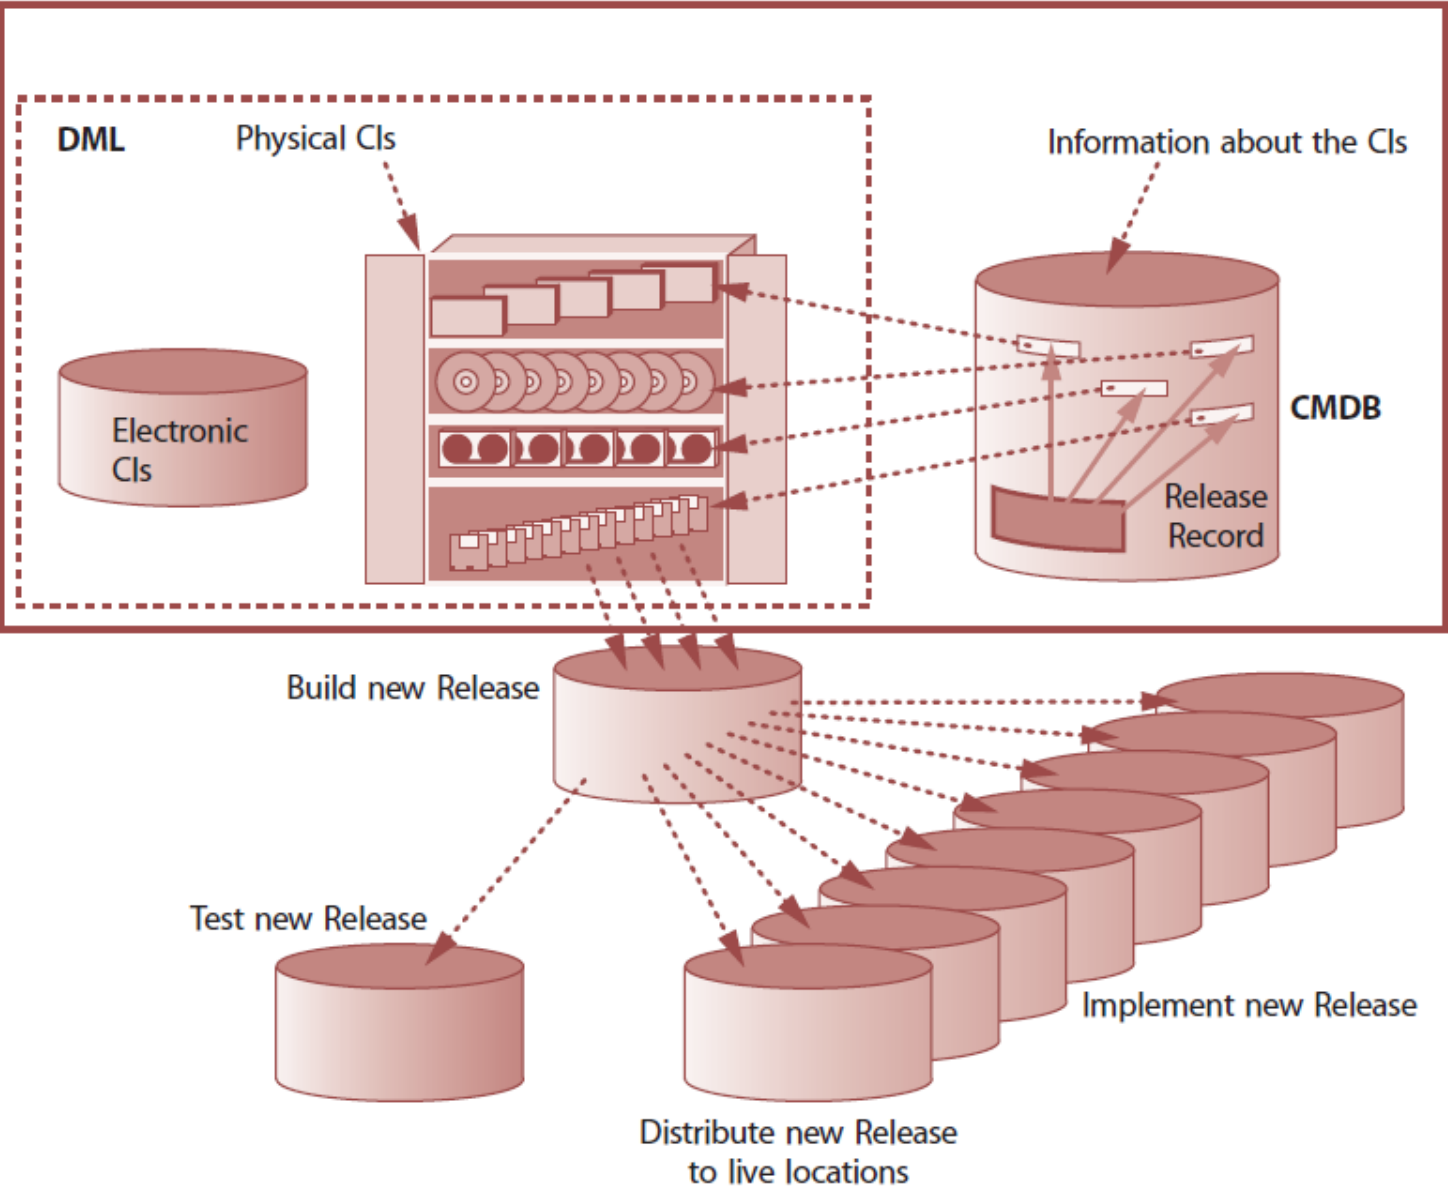 DML
Physical CIs
Information about the CIs
Electronic
CIs
CMDB
Release
Record
Build new Release
Test new Release
Implement new Release
Distribute new Release
to live locations